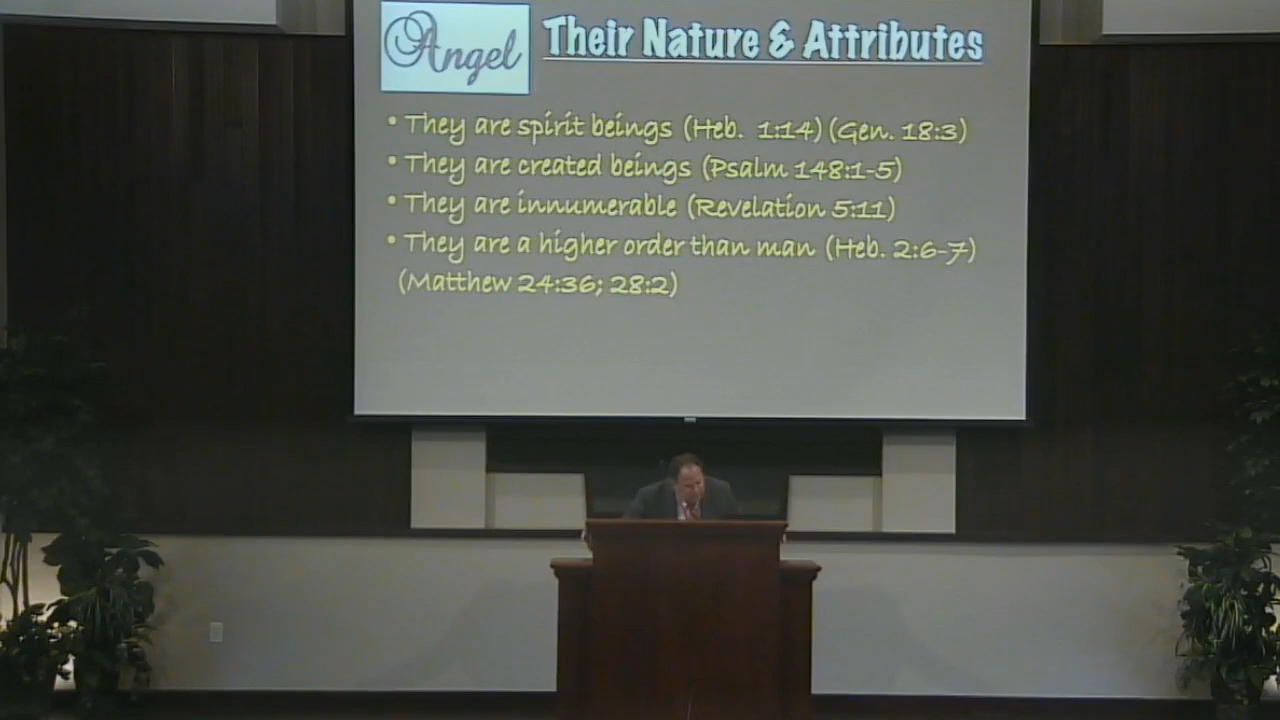 Angel
Their Nature & Attributes
• They are spirit beings (Heb. 1:14) (Gen. 18:3)
• They are created beings (Psalm 148:1-5)
• They are innumerable (Revelation 5:11)
• They are a higher order than man (Heb. 2:6-7)
(Matthew 24:36; 28:2)